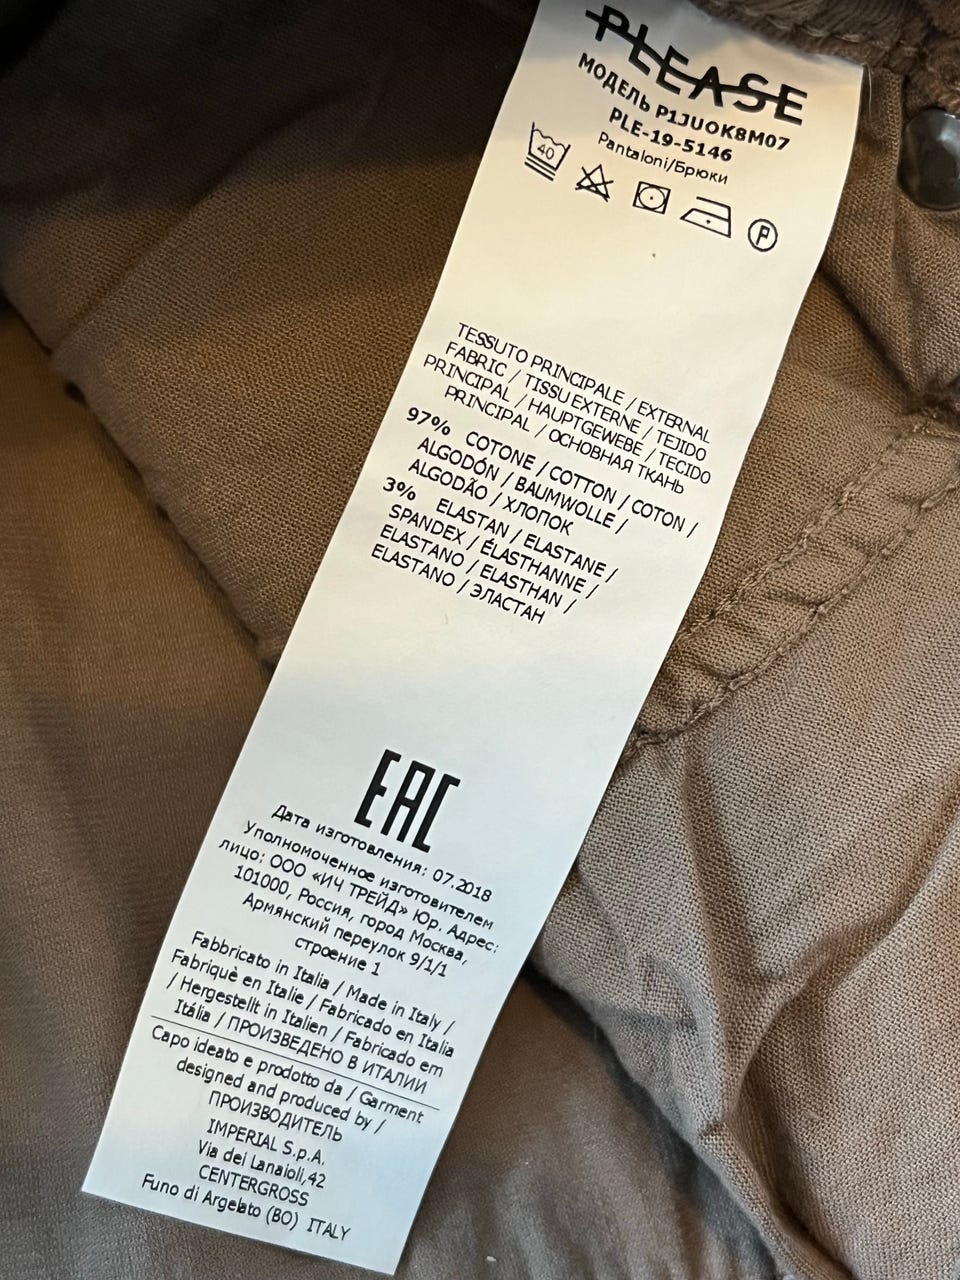 PLEASE
МОДЕЛЬ P1JUOK8M07
PLE-19-5146
Pantaloni/Брюки
40
P
TESSUTO PRINCIPALE / EXTERNAL
FABRIC / TISSU EXTERNE / TEJIDO
PRINCIPAL / HAUPTGEWEBE / TECIDO
PRINCIPAL / ОСНОВНАЯ ТКАНЬ
97% COTONE / COTTON / COTON /
ALGODÓN / BAUMWOLLE /
ALGODÃO / ХЛОПОК
3% ELASTAN / ELASTANE /
SPANDEX / ÉLASTHANNE /
ELASTANO / ELASTHAN /
ELASTANO / ЭЛАСТАН
EAC
Дата изготовления: 07.2018
Уполномоченное изготовителем
лицо: ООО «ИЧ ТРЕЙД» Юр. Адрес:
101000, Россия, город Москва,
Армянский переулок 9/1/1
строение 1
Fabbricato in Italia / Made in Italy /
Fabriquè en Italie / Fabricado en Italia
/ Hergestellt in Italien / Fabricado em
Itália / ПРОИЗВЕДЕНО В ИТАЛИИ
Capo ideato e prodotto da / Garment
designed and produced by /
ПРОИЗВОДИТЕЛЬ
IMPERIAL S.p.A.
Via dei Lanaioli,42
CENTERGROSS
Funo di Argelato (BO) ITALY